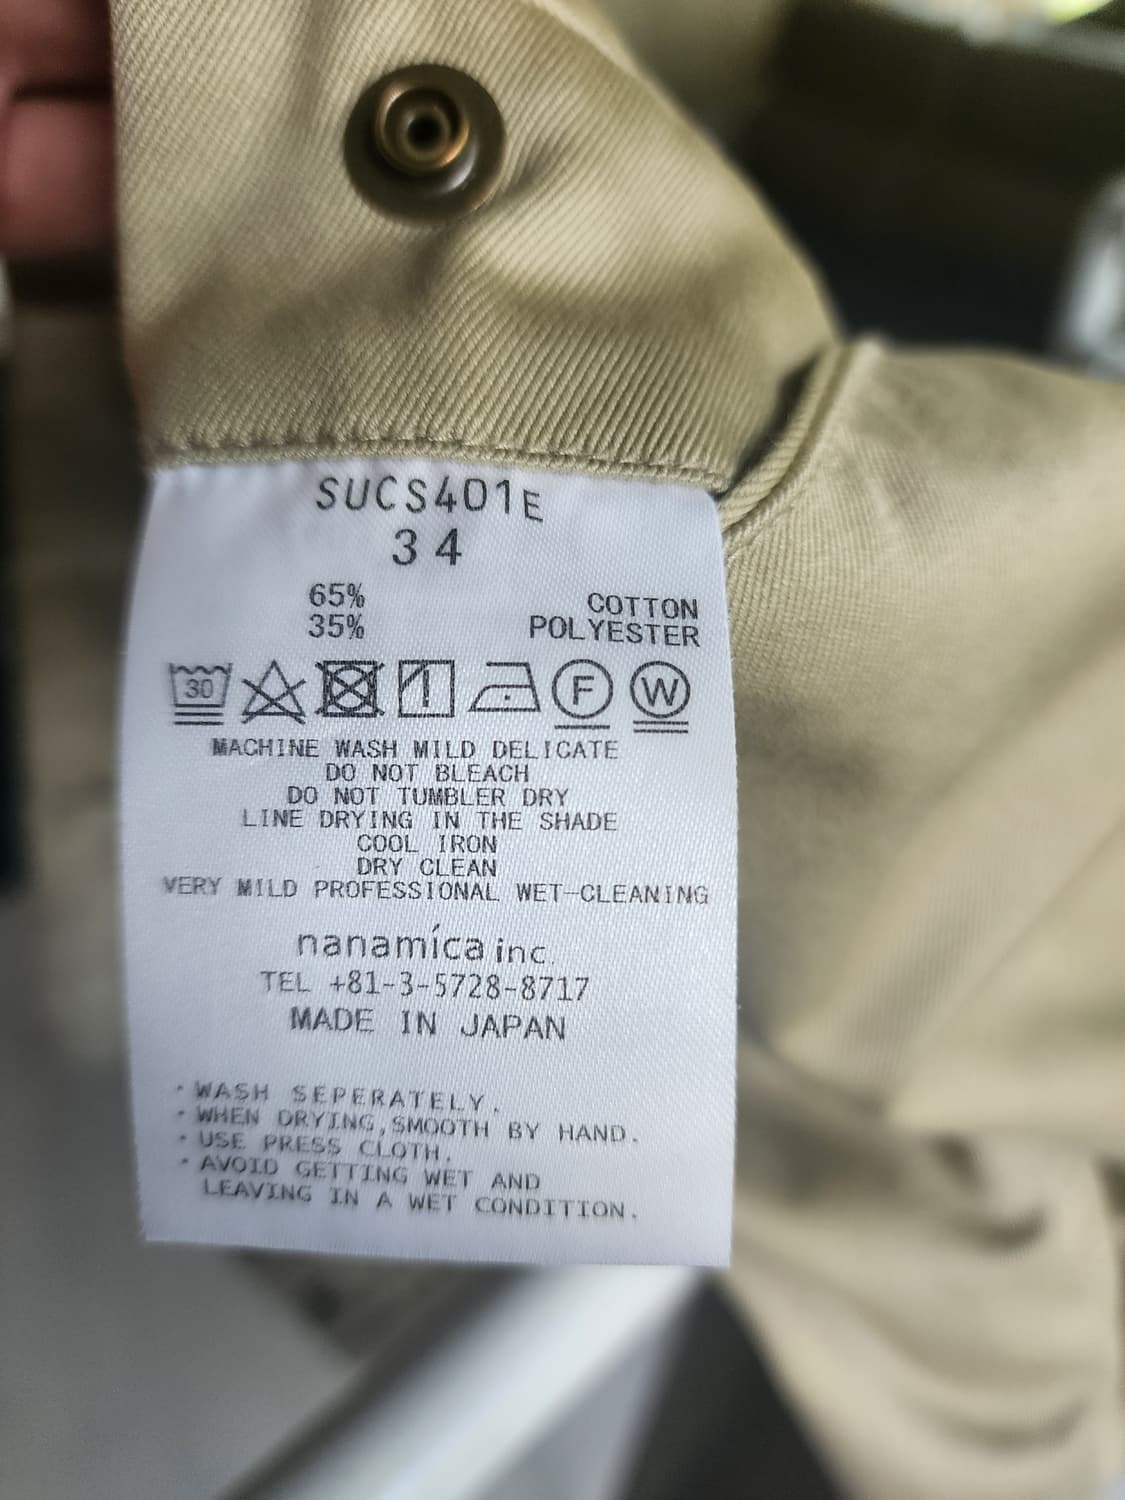 SUCS401E
34
65% COTTON
35% POLYESTER
30 F W
MACHINE WASH MILD DELICATE
DO NOT BLEACH
DO NOT TUMBLER DRY
LINE DRYING IN THE SHADE
COOL IRON
DRY CLEAN
VERY MILD PROFESSIONAL WET-CLEANING
nanamíca inc.
TEL +81-3-5728-8717
MADE IN JAPAN
・WASH SEPERATELY.
・WHEN DRYING,SMOOTH BY HAND.
・USE PRESS CLOTH.
・AVOID GETTING WET AND
LEAVING IN A WET CONDITION.